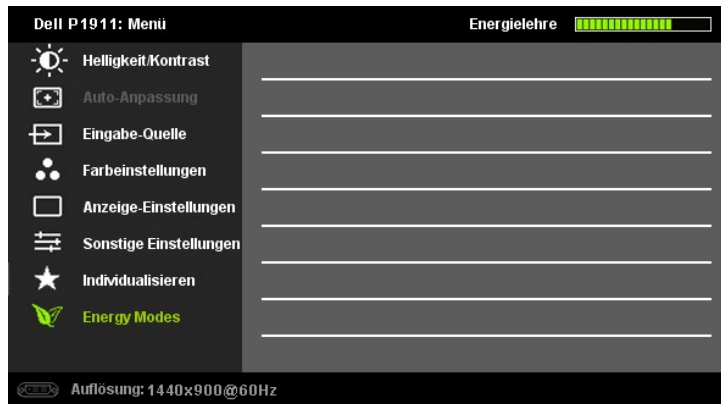 Dell P1911: Menü Energielehre
Helligkeit/Kontrast
Auto-Anpassung
Eingabe-Quelle
Farbeinstellungen
Anzeige-Einstellungen
Sonstige Einstellungen
Individualisieren
Energy Modes
Auflösung: 1440x900@60Hz